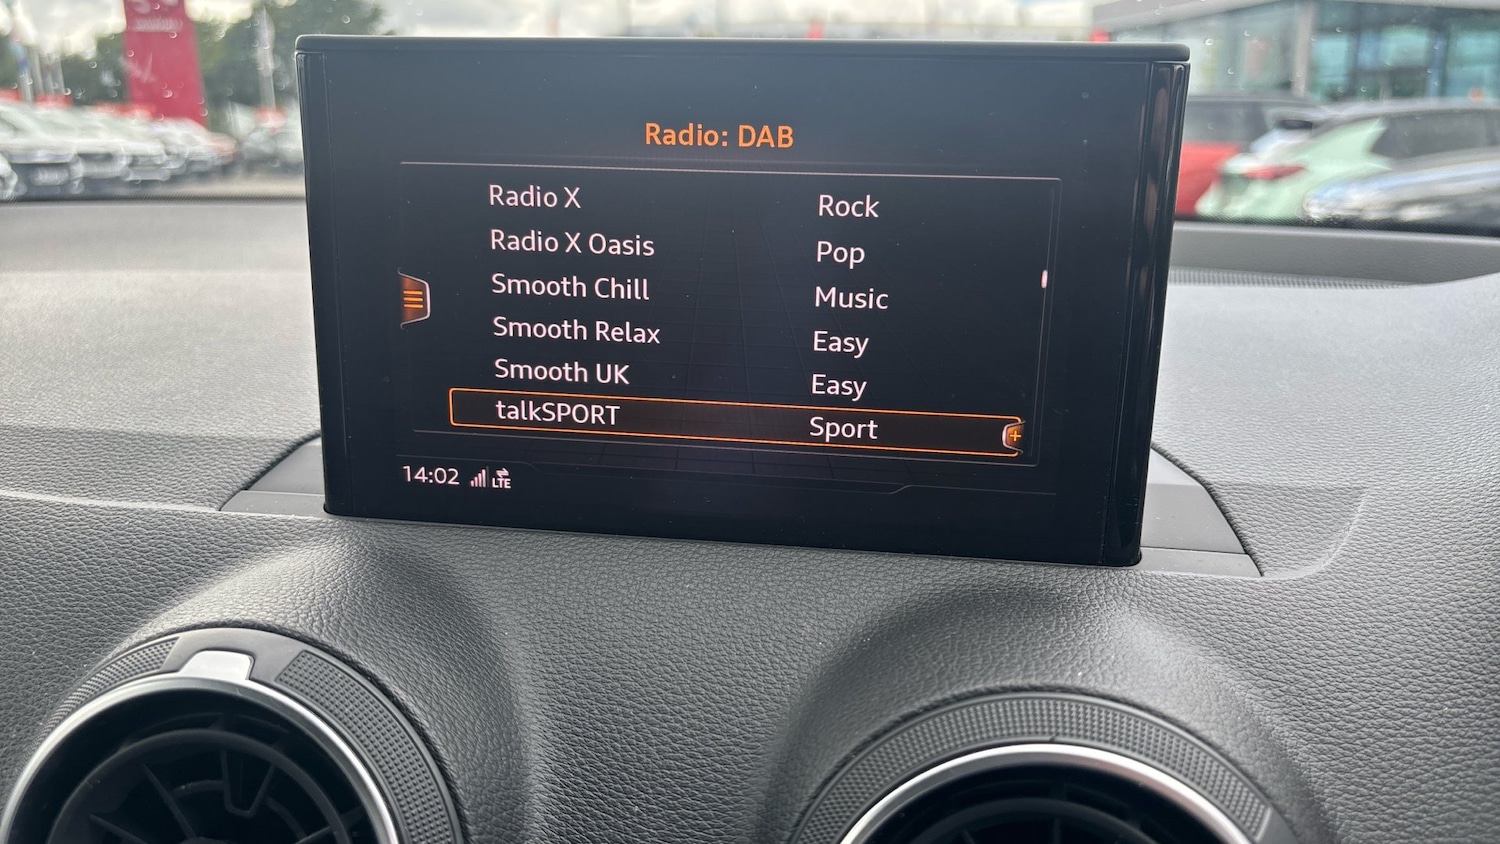 Radio: DAB
Radio X Rock
Radio X Oasis Pop
Smooth Chill Music
Smooth Relax Easy
Smooth UK Easy
talkSPORT Sport
14:02 LTE